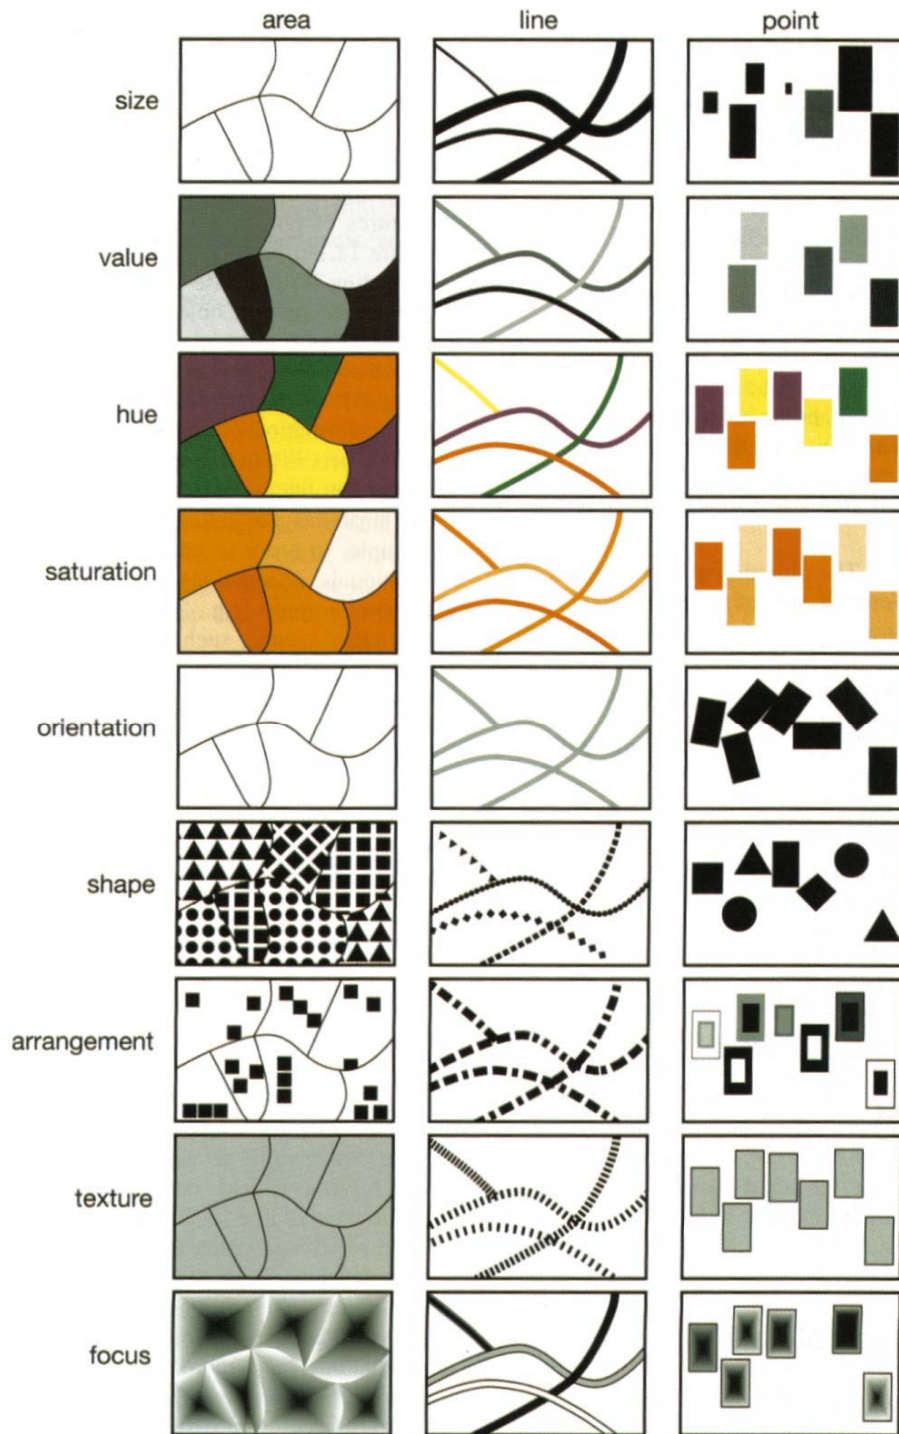 area line point
size
value
hue
saturation
orientation
shape
arrangement
texture
focus